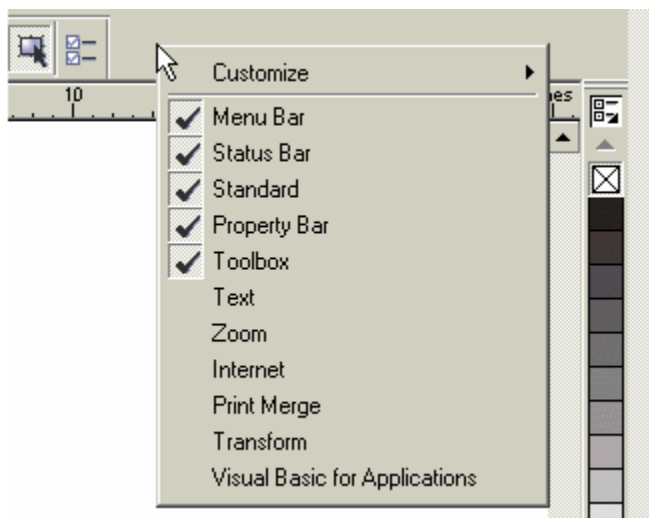 Customize
10
Menu Bar
Status Bar
Standard
Property Bar
Toolbox
Text
Zoom
Internet
Print Merge
Transform
Visual Basic for Applications